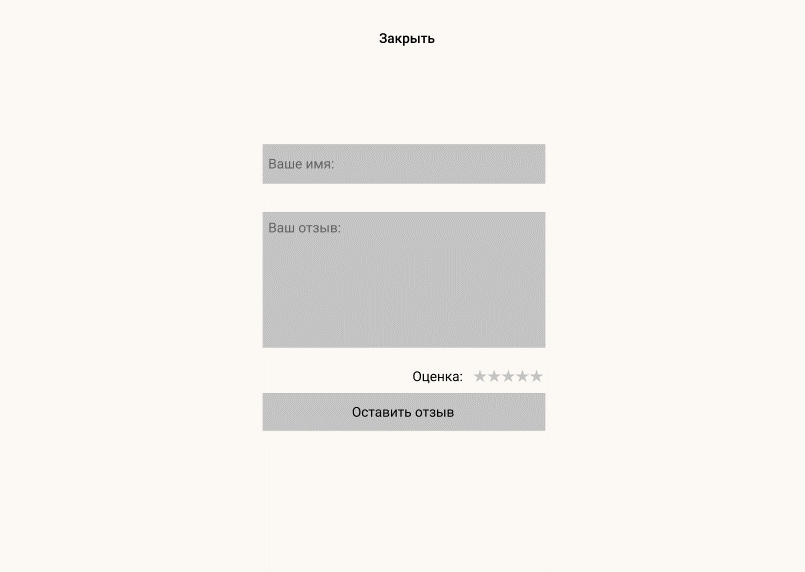 Закрыть
Ваше имя:
Ваш отзыв:
Оценка: ★★★★★
Оставить отзыв